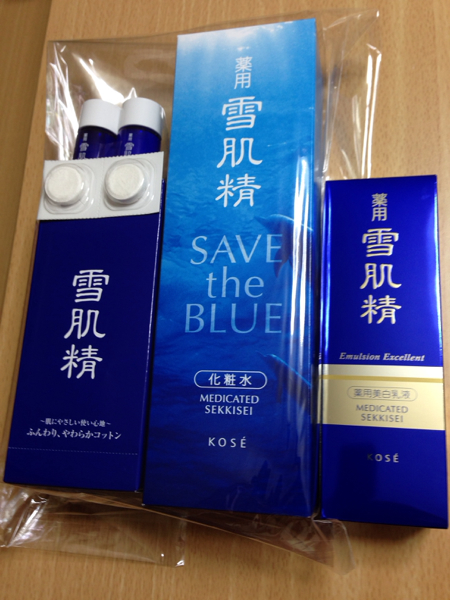 雪肌精
～肌にやさしい使い心地～
ふんわり、やわらかコットン
薬用
雪肌精
SAVE
the
BLUE
化粧水
MEDICATED
SEKKISEI
KOSÉ
薬用
雪肌精
Emulsion Excellent
薬用美白乳液
MEDICATED
SEKKISEI
KOSÉ